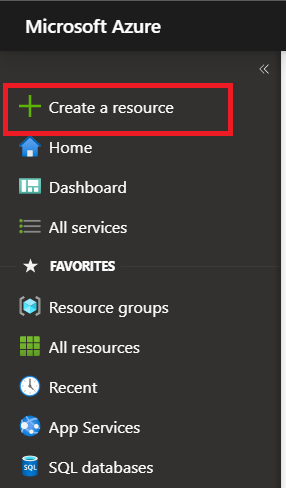 Microsoft Azure
Create a resource
Home
Dashboard
All services
FAVORITES
Resource groups
All resources
Recent
App Services
SQL
SQL databases